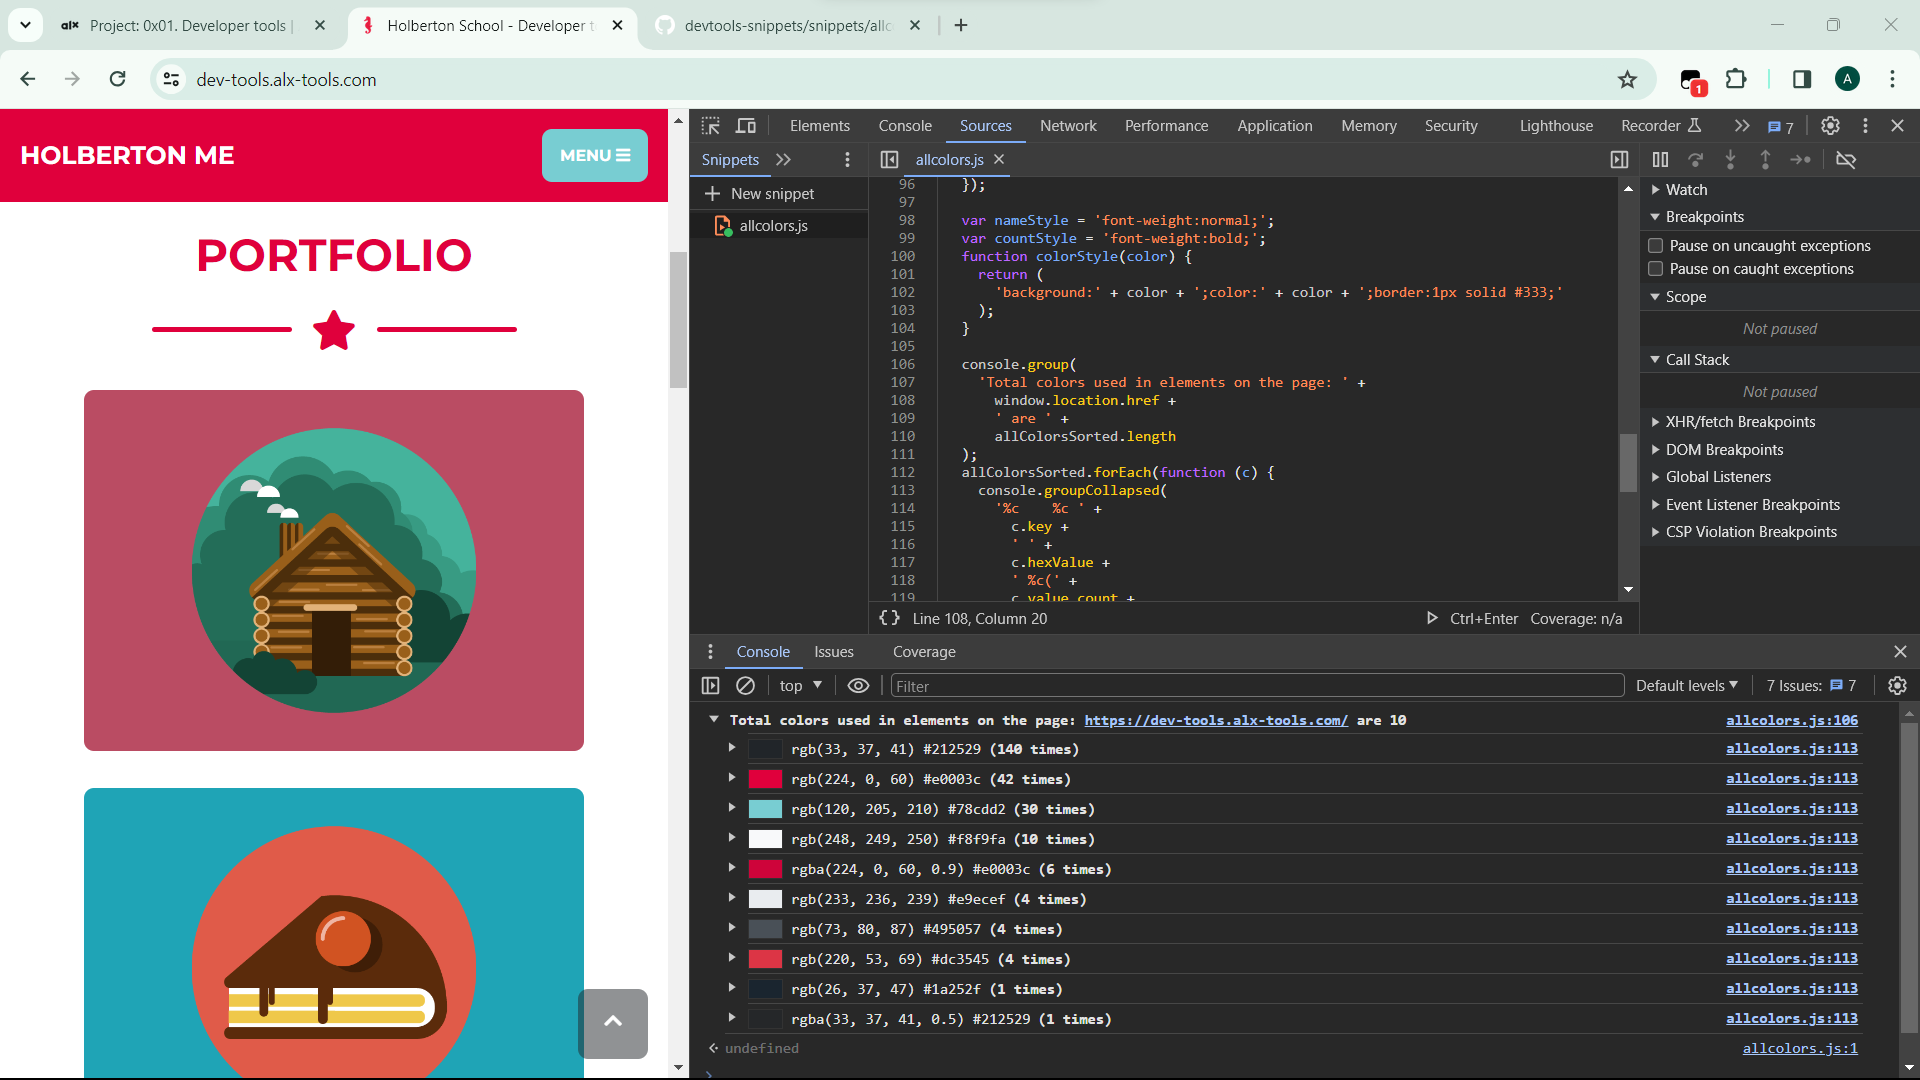 alx Project: 0x01. Developer tools |
Holberton School - Developer t
devtools-snippets/snippets/allc
dev-tools.alx-tools.com
1
A
HOLBERTON ME
MENU
PORTFOLIO
Elements Console Sources Network Performance Application Memory Security Lighthouse Recorder 7
Snippets
allcolors.js
New snippet
allcolors.js
96 });
97
98 var nameStyle = 'font-weight:normal;';
99 var countStyle = 'font-weight:bold;';
100 function colorStyle(color) {
101 return (
102 'background:' + color + ';color:' + color + ';border:1px solid #333;'
103 );
104 }
105
106 console.group(
107 'Total colors used in elements on the page: ' +
108 window.location.href +
109 ' are ' +
110 allColorsSorted.length
111 );
112 allColorsSorted.forEach(function (c) {
113 console.groupCollapsed(
114 '%c    %c ' +
115 c.key +
116 ' ' +
117 c.hexValue +
118 ' %c(' +
119 c.value.count +
{} Line 108, Column 20
Ctrl+Enter Coverage: n/a
Watch
Breakpoints
Pause on uncaught exceptions
Pause on caught exceptions
Scope
Not paused
Call Stack
Not paused
XHR/fetch Breakpoints
DOM Breakpoints
Global Listeners
Event Listener Breakpoints
CSP Violation Breakpoints
Console Issues Coverage
top Filter Default levels 7 Issues: 7
Total colors used in elements on the page: https://dev-tools.alx-tools.com/ are 10 allcolors.js:106
rgb(33, 37, 41) #212529 (140 times) allcolors.js:113
rgb(224, 0, 60) #e0003c (42 times) allcolors.js:113
rgb(120, 205, 210) #78cdd2 (30 times) allcolors.js:113
rgb(248, 249, 250) #f8f9fa (10 times) allcolors.js:113
rgba(224, 0, 60, 0.9) #e0003c (6 times) allcolors.js:113
rgb(233, 236, 239) #e9ecef (4 times) allcolors.js:113
rgb(73, 80, 87) #495057 (4 times) allcolors.js:113
rgb(220, 53, 69) #dc3545 (4 times) allcolors.js:113
rgb(26, 37, 47) #1a252f (1 times) allcolors.js:113
rgba(33, 37, 41, 0.5) #212529 (1 times) allcolors.js:113
undefined allcolors.js:1